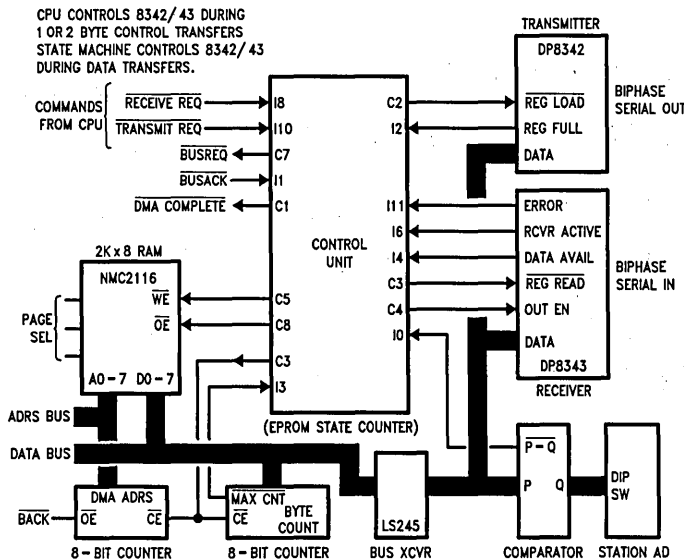 CPU CONTROLS 8342/43 DURING
1 OR 2 BYTE CONTROL TRANSFERS
STATE MACHINE CONTROLS 8342/43
DURING DATA TRANSFERS.
TRANSMITTER
DP8342
REG LOAD
REG FULL
DATA
BIPHASE
SERIAL OUT
COMMANDS
FROM CPU
RECEIVE REQ
TRANSMIT REQ
BUSREQ
BUSACK
DMA COMPLETE
I8
I10
C7
I1
C1
C5
C8
C3
I3
CONTROL
UNIT
C2
I2
I11
I6
I4
C3
C4
I0
(EPROM STATE COUNTER)
ERROR
RCVR ACTIVE
DATA AVAIL
REG READ
OUT EN
DATA
DP8343
RECEIVER
BIPHASE
SERIAL IN
2K x 8 RAM
NMC2116
WE
OE
A0-7 D0-7
PAGE
SEL
ADRS BUS
DATA BUS
BACK
DMA ADRS
OE CE
8-BIT COUNTER
MAX CNT
CE
BYTE
COUNT
8-BIT COUNTER
LS245
BUS XCYR
P-Q
P Q
COMPARATOR
DIP
SW
STATION AD